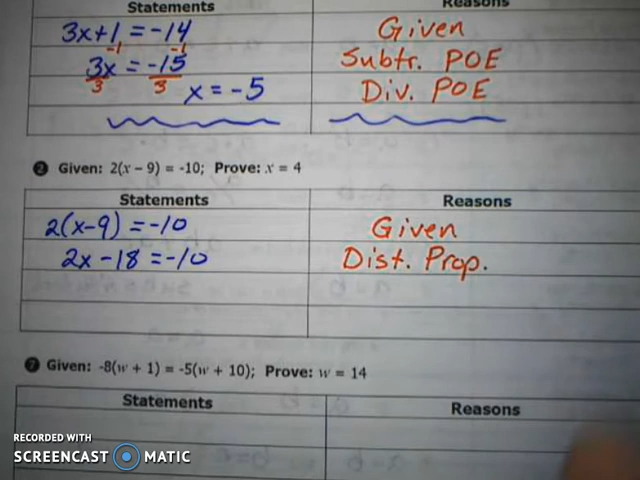 Statements Reasons
3x+1 = -14 Given
-1 -1
3x = -15 Subtr. POE
3 3
x = -5 Div. POE
2 Given: 2(x – 9) = -10; Prove: x = 4
Statements Reasons
2(x-9) = -10 Given
2x -18 = -10 Dist. Prop.
7 Given: -8(w + 1) = -5(w + 10); Prove: w = 14
Statements Reasons
RECORDED WITH
SCREENCAST MATIC